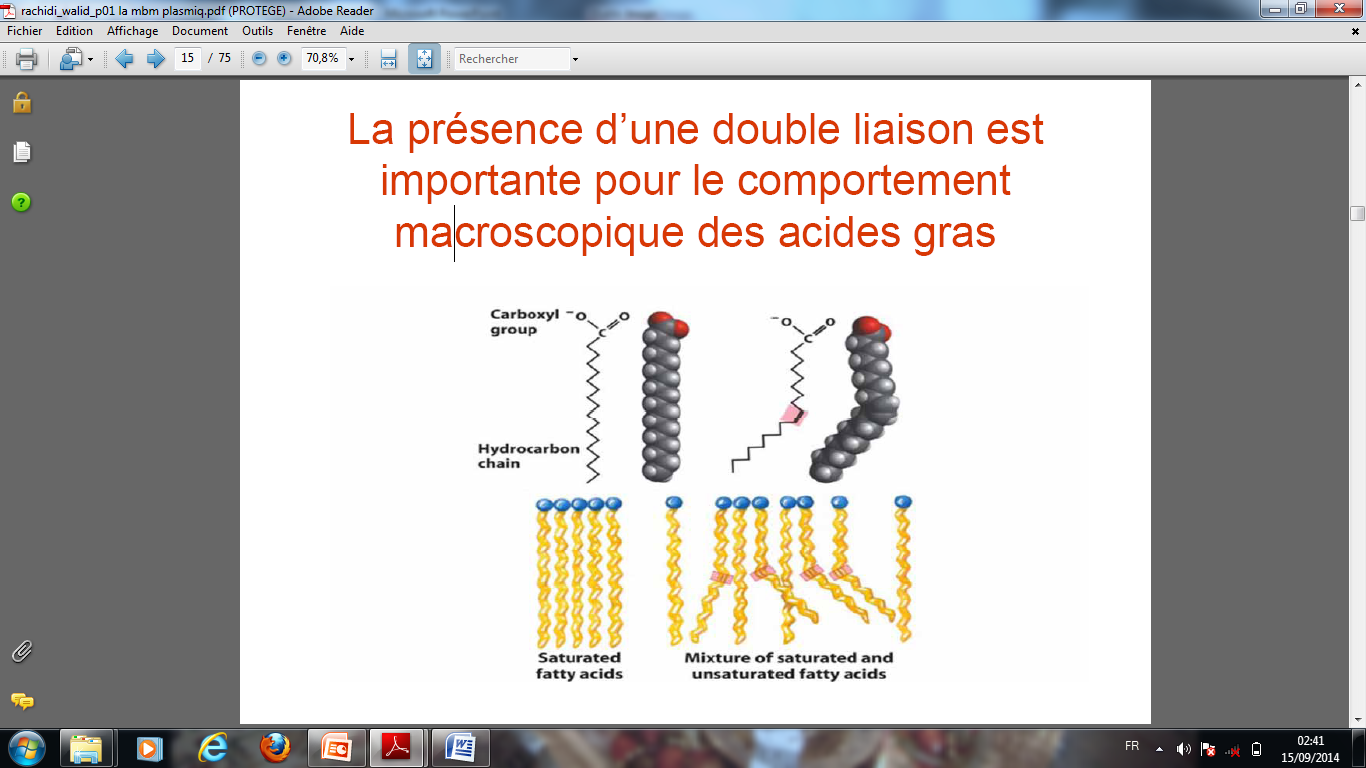 rachidi_walid_p01 la mbm plasmiq.pdf (PROTEGE) - Adobe Reader
Fichier Edition Affichage Document Outils Fenêtre Aide
15 / 75 70,8% Rechercher
La présence d’une double liaison est
importante pour le comportement
macroscopique des acides gras
Carboxyl
group
⁻O O
C
⁻O O
C
Hydrocarbon
chain
Saturated
fatty acids
Mixture of saturated and
unsaturated fatty acids
FR
02:41
15/09/2014